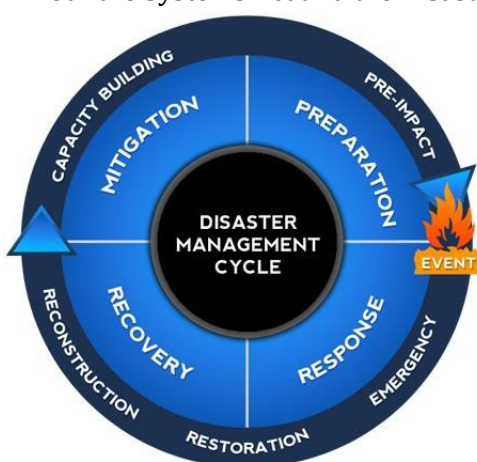 CAPACITY BUILDING
PRE-IMPACT
MITIGATION
PREPARATION
DISASTER
MANAGEMENT
CYCLE
EVENT
RECOVERY
RESPONSE
RECONSTRUCTION
EMERGENCY
RESTORATION